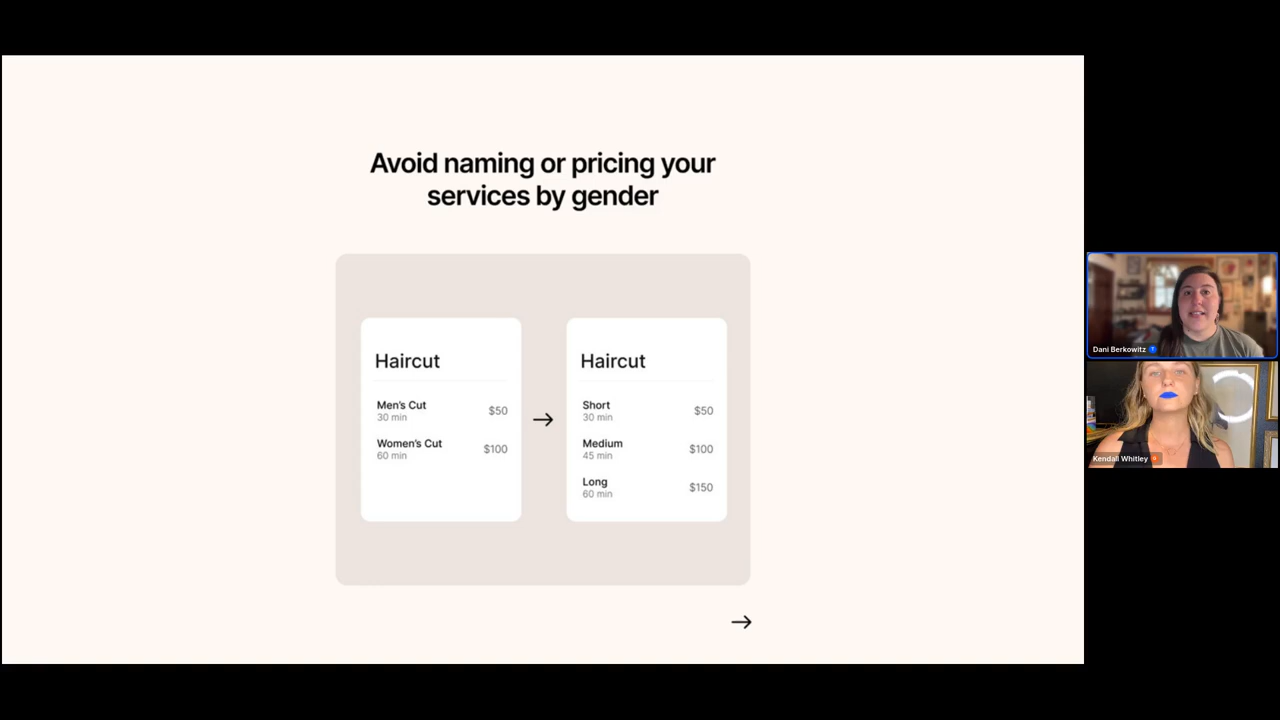 Avoid naming or pricing your
services by gender
Haircut
Men's Cut
30 min
$50
Women's Cut
60 min
$100
Haircut
Short
30 min
$50
Medium
45 min
$100
Long
60 min
$150
Dani Berkowitz
Kendall Whitley